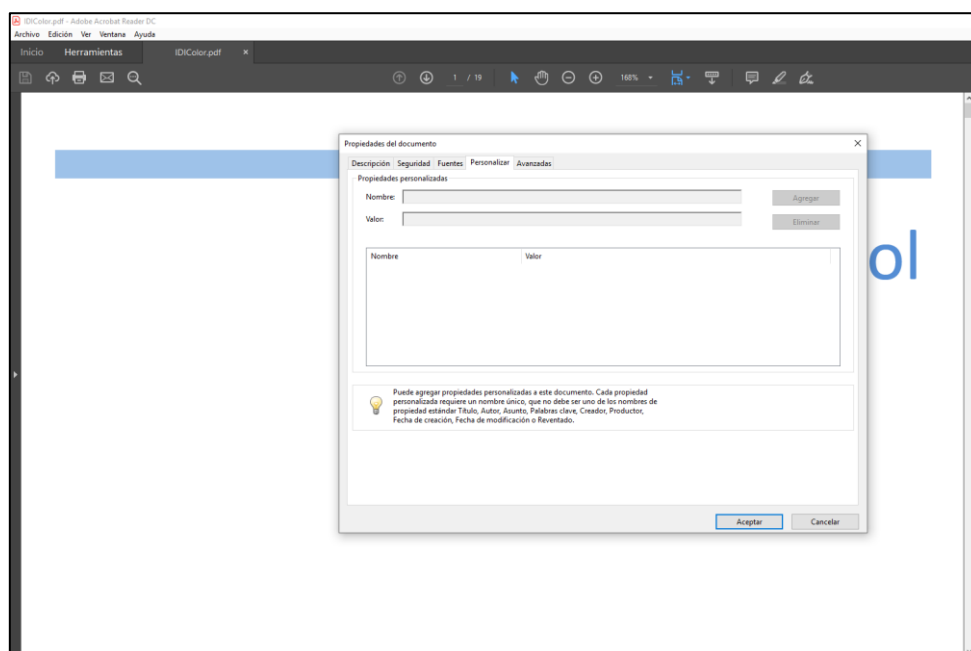 IDIColor.pdf - Adobe Acrobat Reader DC
Archivo Edición Ver Ventana Ayuda
Inicio Herramientas IDIColor.pdf ×
1 / 19 168%
Propiedades del documento
Descripción Seguridad Fuentes Personalizar Avanzadas
Propiedades personalizadas
Nombre: Agregar
Valor: Eliminar
ol
Nombre Valor
Puede agregar propiedades personalizadas a este documento. Cada propiedad
personalizada requiere un nombre único, que no debe ser uno de los nombres de
propiedad estándar Título, Autor, Asunto, Palabras clave, Creador, Productor,
Fecha de creación, Fecha de modificación o Reventado.
Aceptar Cancelar